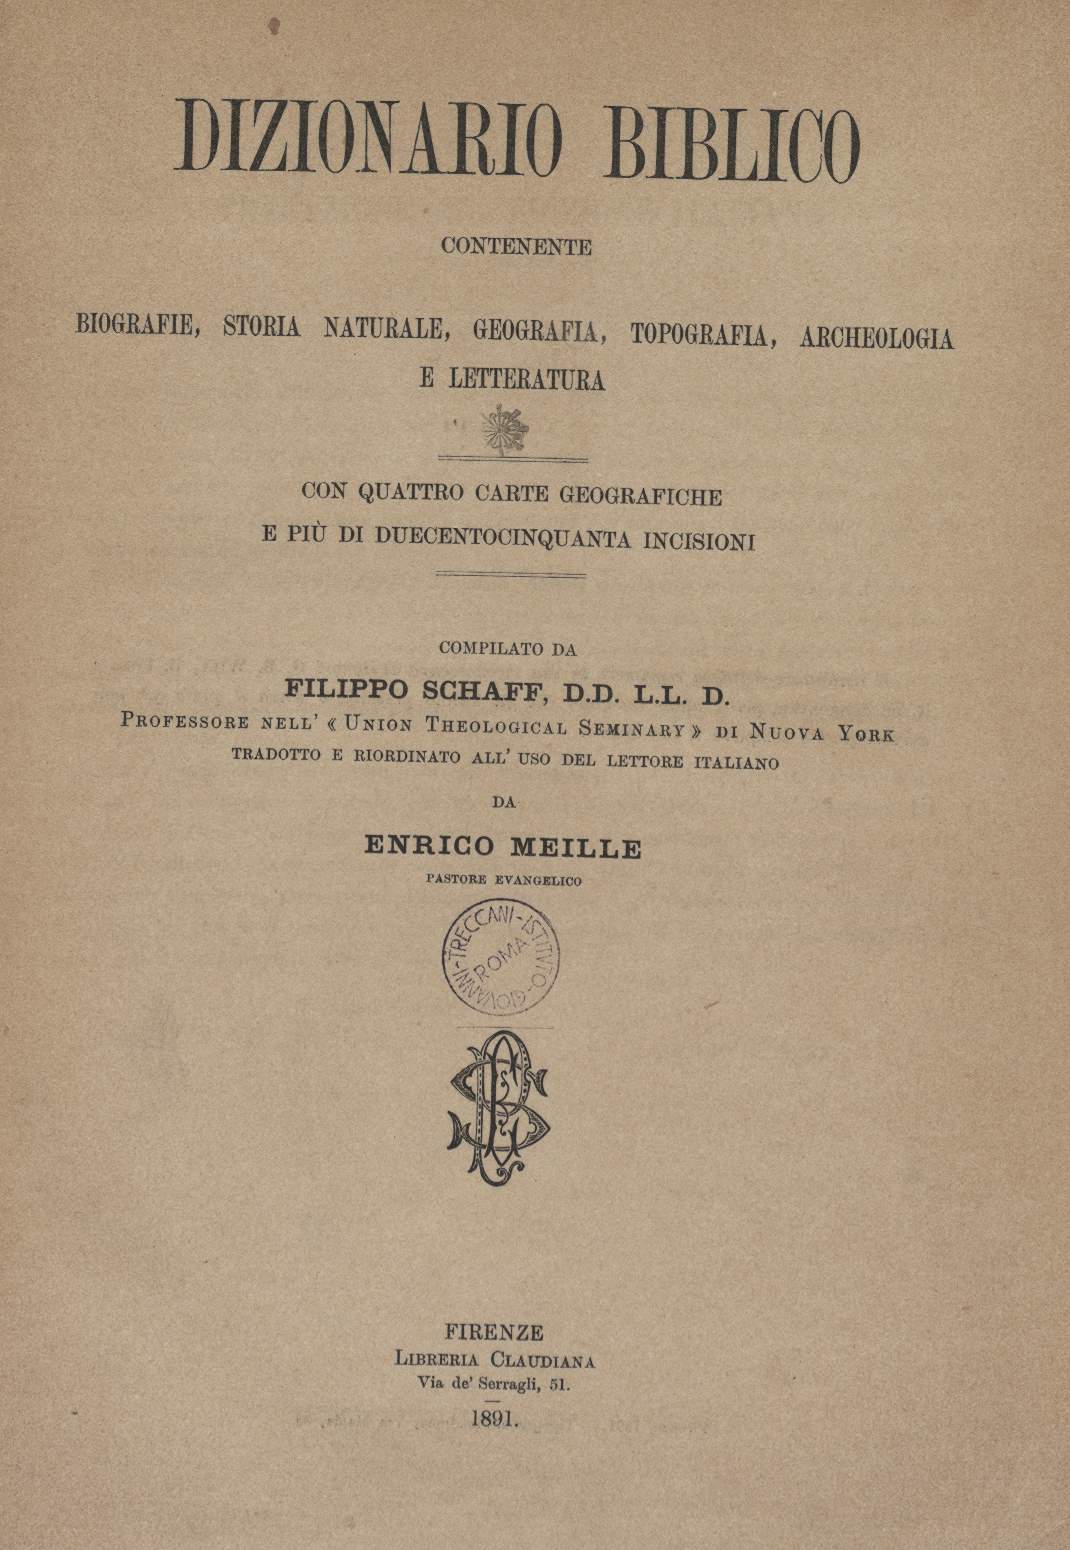 DIZIONARIO BIBLICO
CONTENENTE
BIOGRAFIE, STORIA NATURALE, GEOGRAFIA, TOPOGRAFIA, ARCHEOLOGIA
E LETTERATURA
CON QUATTRO CARTE GEOGRAFICHE
E PIÙ DI DUECENTOCINQUANTA INCISIONI
COMPILATO DA
FILIPPO SCHAFF, D.D. L.L. D.
PROFESSORE NELL' « UNION THEOLOGICAL SEMINARY » DI NUOVA YORK
TRADOTTO E RIORDINATO ALL' USO DEL LETTORE ITALIANO
DA
ENRICO MEILLE
PASTORE EVANGELICO
ISTITUTO - GIOVANNI - TRECCANI -
ROMA
FIRENZE
LIBRERIA CLAUDIANA
Via de' Serragli, 51.
1891.